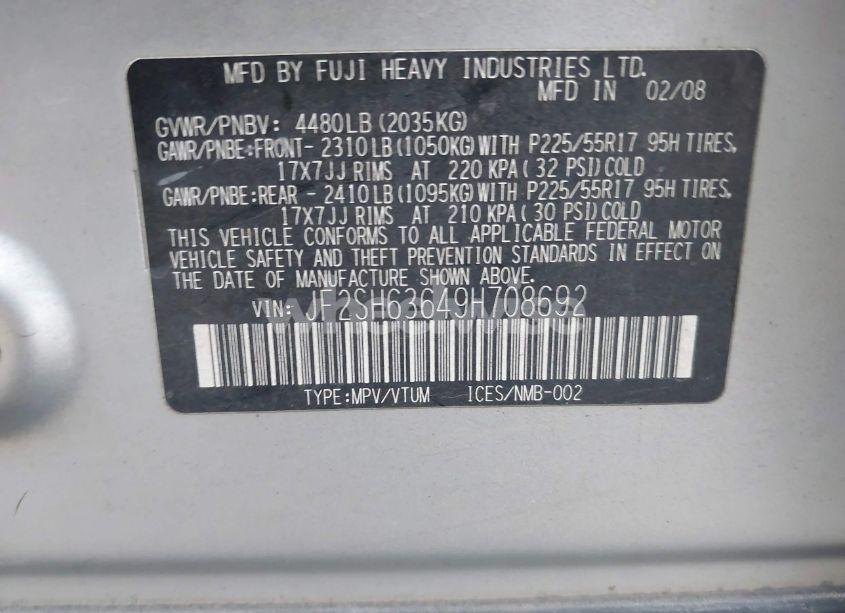 MFD BY FUJI HEAVY INDUSTRIES LTD.
MFD IN 02/08
GVWR/PNBV: 4480LB(2035KG)
GAWR/PNBE:FRONT- 2310LB(1050KG)WITH P225/55R17 95H TIRES,
17X7JJ RIMS AT 220 KPA( 32 PSI)COLD
GAWR/PNBE:REAR - 2410LB(1095KG)WITH P225/55R17 95H TIRES,
17X7JJ RIMS AT 210 KPA( 30 PSI)COLD
THIS VEHICLE CONFORMS TO ALL APPLICABLE FEDERAL MOTOR
VEHICLE SAFETY AND THEFT PREVENTION STANDARDS IN EFFECT ON
THE DATE OF MANUFACTURE SHOWN ABOVE.
VIN: JF2SH63649H708692
TYPE:MPV/VTUM ICES/NMB-002